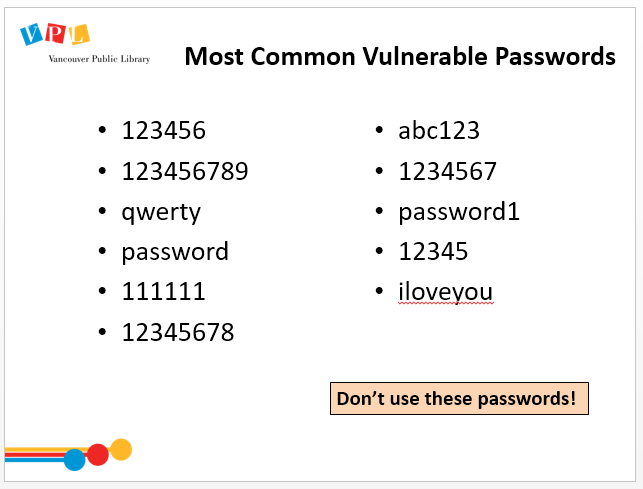 VPL
Vancouver Public Library
Most Common Vulnerable Passwords
• 123456
• 123456789
• qwerty
• password
• 111111
• 12345678
• abc123
• 1234567
• password1
• 12345
• iloveyou
Don’t use these passwords!